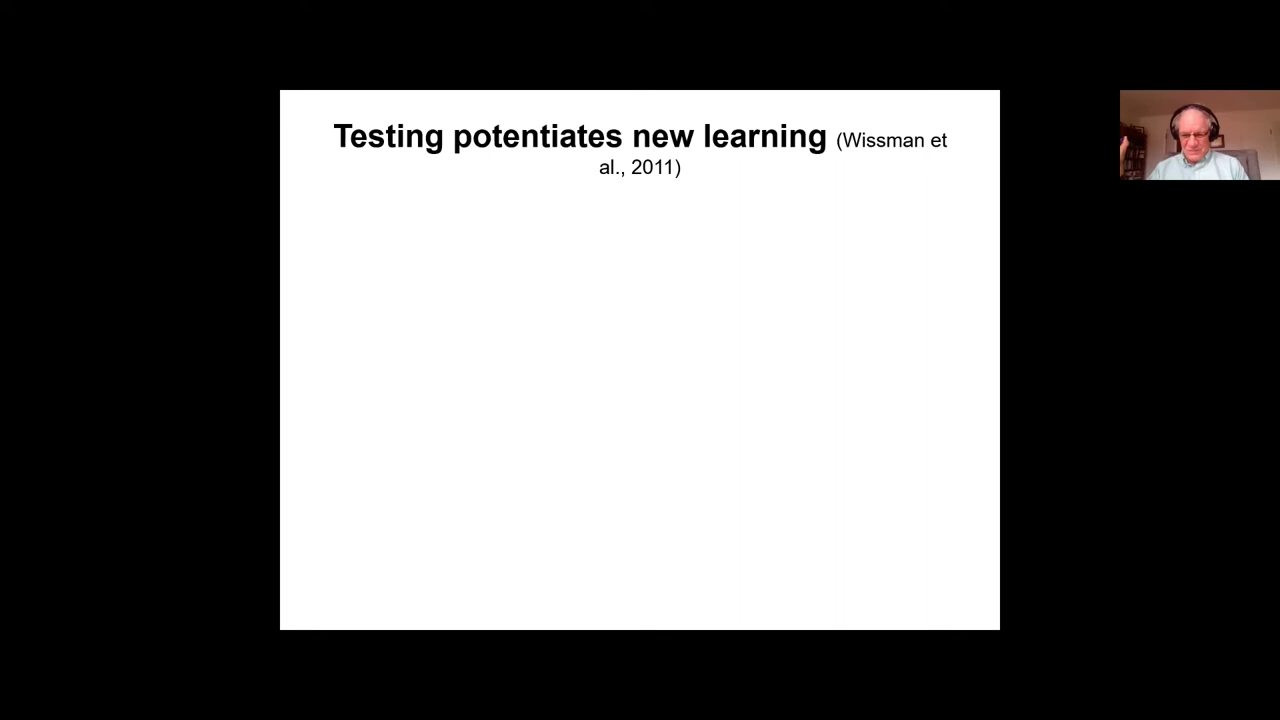 Testing potentiates new learning (Wissman et
al., 2011)